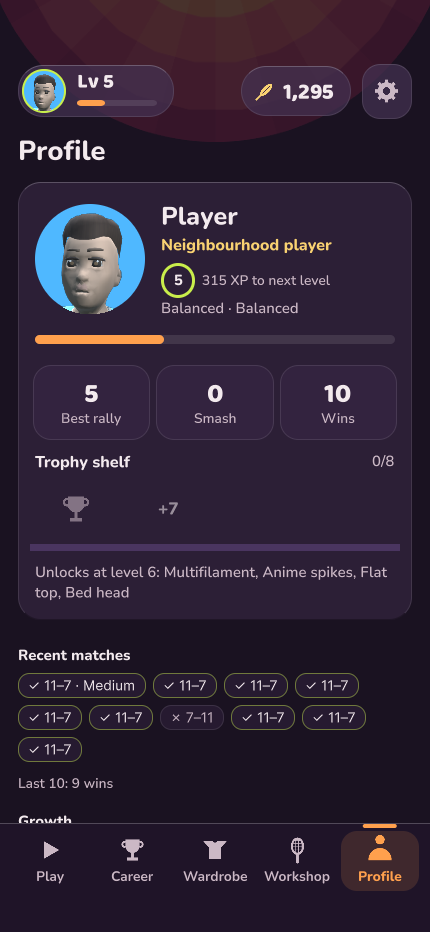 Lv 5
1,295
Profile
Player
Neighbourhood player
5 315 XP to next level
Balanced · Balanced
5 0 10
Best rally Smash Wins
Trophy shelf 0/8
+7
Unlocks at level 6: Multifilament, Anime spikes, Flat
top, Bed head
Recent matches
✓ 11–7 · Medium ✓ 11–7 ✓ 11–7 ✓ 11–7
✓ 11–7 ✓ 11–7 × 7–11 ✓ 11–7 ✓ 11–7
✓ 11–7
Last 10: 9 wins
Growth
Play Career Wardrobe Workshop Profile